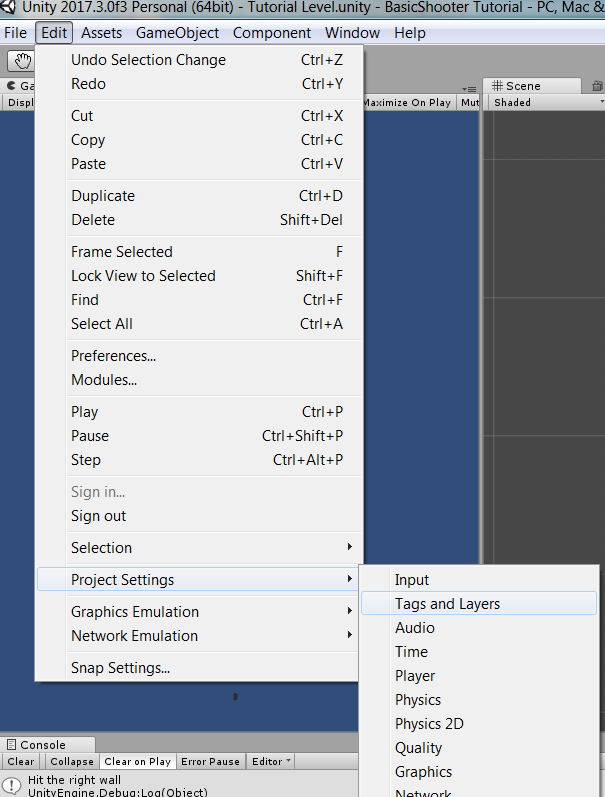 Unity 2017.3.0f3 Personal (64bit) - Tutorial Level.unity - BasicShooter Tutorial - PC, Mac &
File Edit Assets GameObject Component Window Help
Undo Selection Change Ctrl+Z
Redo Ctrl+Y
Cut Ctrl+X
Copy Ctrl+C
Paste Ctrl+V
Duplicate Ctrl+D
Delete Shift+Del
Frame Selected F
Lock View to Selected Shift+F
Find Ctrl+F
Select All Ctrl+A
Preferences...
Modules...
Play Ctrl+P
Pause Ctrl+Shift+P
Step Ctrl+Alt+P
Sign in...
Sign out
Selection
Project Settings
Graphics Emulation
Network Emulation
Snap Settings...
Input
Tags and Layers
Audio
Time
Player
Physics
Physics 2D
Quality
Graphics
Network
Ga
Displ
Maximize On Play Mut
Scene
Shaded
Console
Clear Collapse Clear on Play Error Pause Editor
Hit the right wall
UnityEngine.Debug:Log(Object)